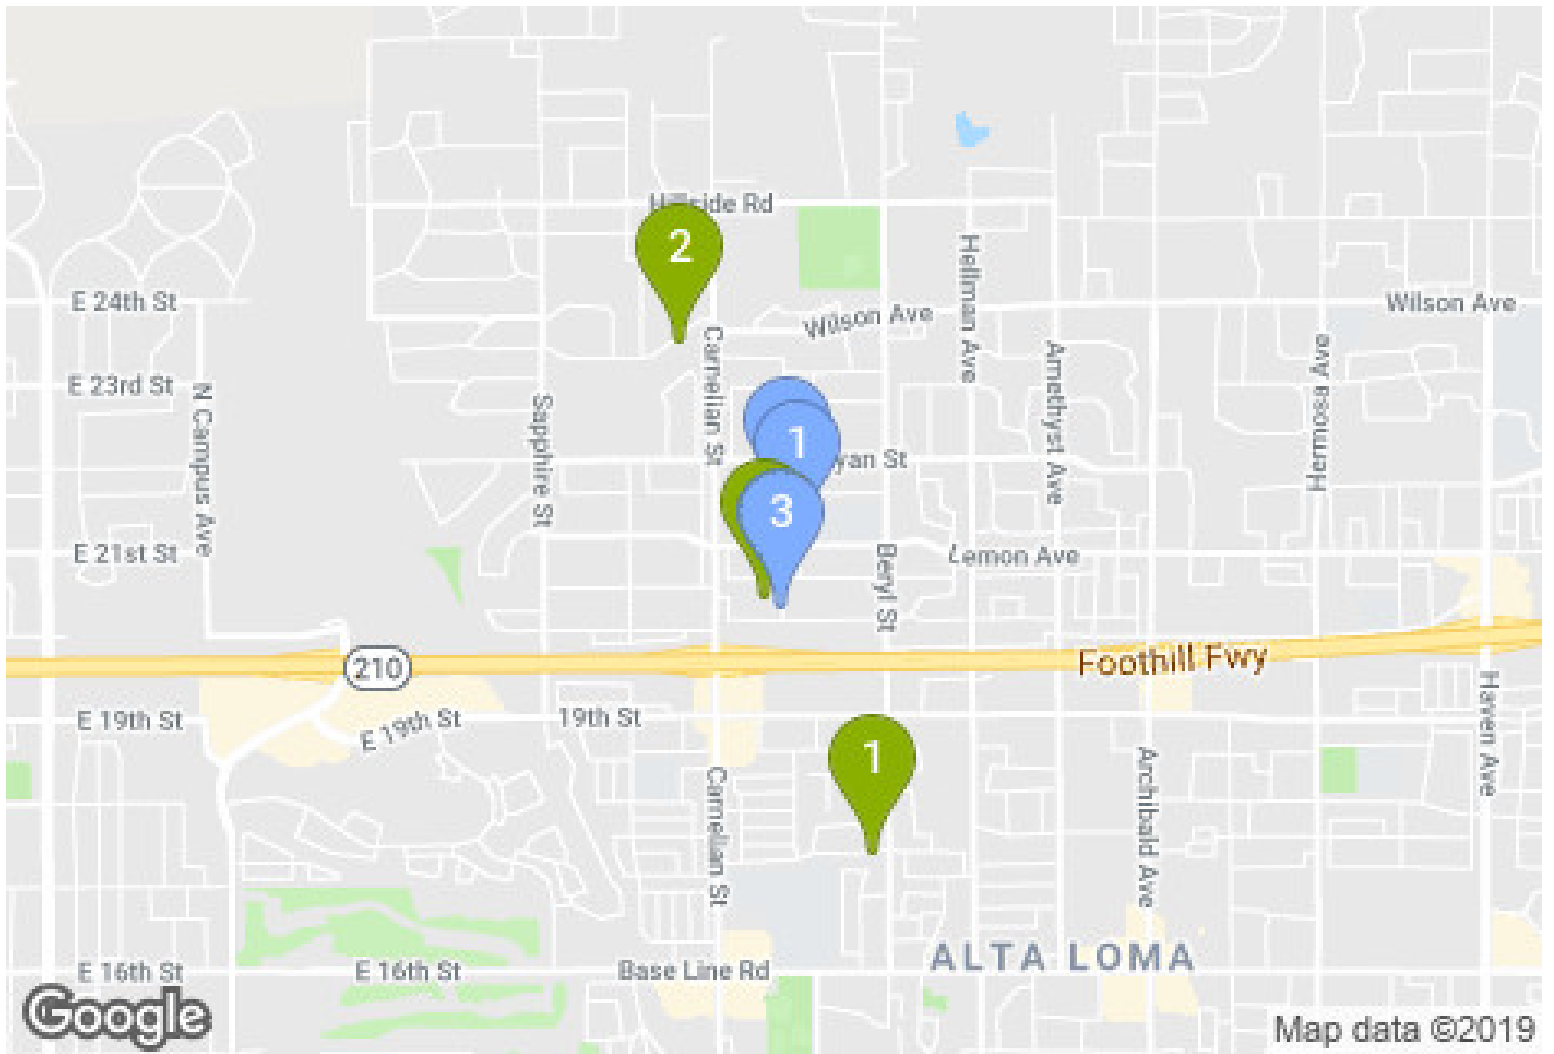 Hillside Rd
2
E 24th St
Wilson Ave
Wilson Ave
Hellman Ave
Carnelian St
Amethyst Ave
Hermosa Ave
E 23rd St
N Campus Ave
Sapphire St
1
yan St
3
E 21st St
Lemon Ave
Beryl St
210
Foothill Fwy
E 19th St
E 19th St
19th St
Haven Ave
1
Carnelian St
Archibald Ave
ALTA LOMA
E 16th St
E 16th St
Base Line Rd
Google
Map data ©2019